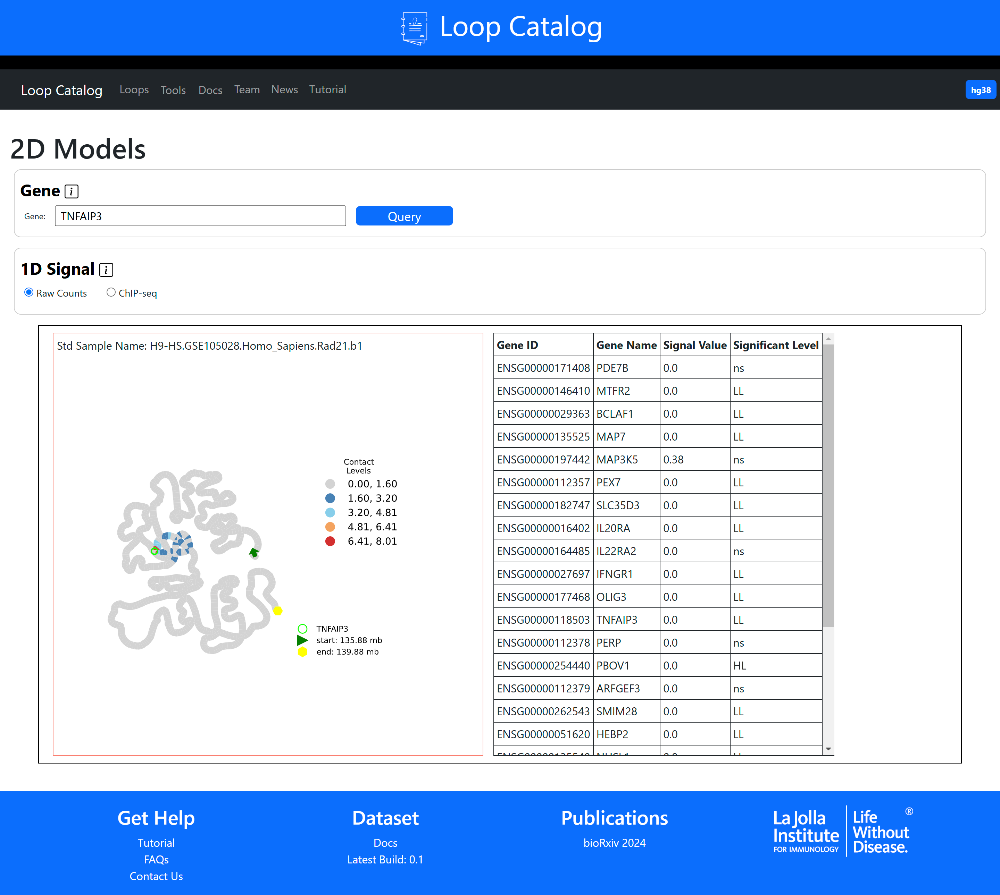 Loop Catalog
Loop Catalog Loops Tools Docs Team News Tutorial hg38
2D Models
Gene i
Gene: TNFAIP3 Query
1D Signal i
Raw Counts ChIP-seq
Std Sample Name: H9-HS.GSE105028.Homo_Sapiens.Rad21.b1
Contact
Levels
0.00, 1.60
1.60, 3.20
3.20, 4.81
4.81, 6.41
6.41, 8.01
TNFAIP3
start: 135.88 mb
end: 139.88 mb
Gene ID Gene Name Signal Value Significant Level
ENSG00000171408 PDE7B 0.0 ns
ENSG00000146410 MTFR2 0.0 LL
ENSG00000029363 BCLAF1 0.0 LL
ENSG00000135525 MAP7 0.0 LL
ENSG00000197442 MAP3K5 0.38 ns
ENSG00000112357 PEX7 0.0 LL
ENSG00000182747 SLC35D3 0.0 LL
ENSG00000016402 IL20RA 0.0 LL
ENSG00000164485 IL22RA2 0.0 ns
ENSG00000027697 IFNGR1 0.0 LL
ENSG00000177468 OLIG3 0.0 LL
ENSG00000118503 TNFAIP3 0.0 LL
ENSG00000112378 PERP 0.0 ns
ENSG00000254440 PBOV1 0.0 HL
ENSG00000112379 ARFGEF3 0.0 ns
ENSG00000262543 SMIM28 0.0 LL
ENSG00000051620 HEBP2 0.0 LL
Get Help
Tutorial
FAQs
Contact Us
Dataset
Docs
Latest Build: 0.1
Publications
bioRxiv 2024
La Jolla
Institute
FOR IMMUNOLOGY
Life ®
Without
Disease.